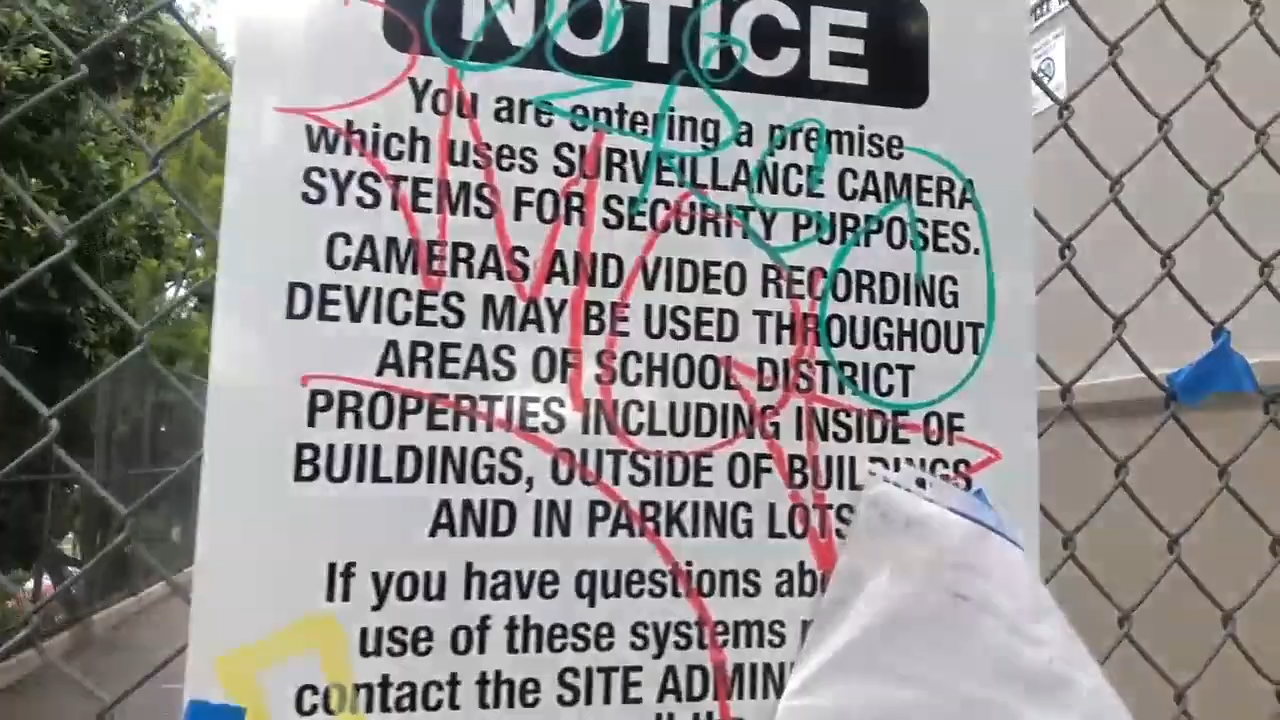 NOTICE
You are entering a premise
which uses SURVEILLANCE CAMERA
SYSTEMS FOR SECURITY PURPOSES.
CAMERAS AND VIDEO RECORDING
DEVICES MAY BE USED THROUGHOUT
AREAS OF SCHOOL DISTRICT
PROPERTIES INCLUDING INSIDE OF
BUILDINGS, OUTSIDE OF BUILDINGS
AND IN PARKING LOTS
If you have questions
use of these systems
contact the SITE